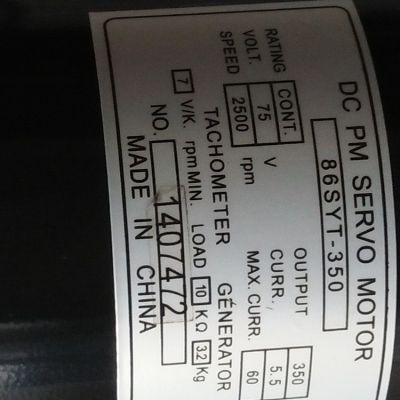 DC PM SERVO MOTOR
86SYT-350
RATING CONT. OUTPUT 350
VOLT. 75 V CURR. 5.5
SPEED 2500 rpm MAX. CURR. 60
TACHOMETER GENERATOR
7 V/K. rpm MIN. LOAD 10 KΩ 3.2 Kg
NO. 1407472
MADE IN CHINA